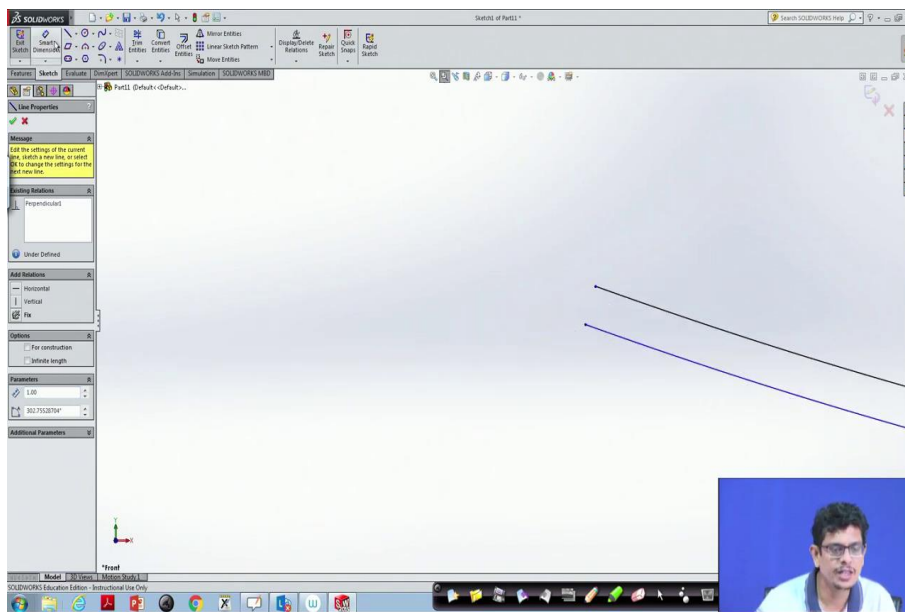 SOLIDWORKS
Sketch1 of Part11 *
Search SOLIDWORKS Help
Exit Sketch
Smart Dimension
Trim Entities
Convert Entities
Offset Entities
Mirror Entities
Linear Sketch Pattern
Move Entities
Display/Delete Relations
Repair Sketch
Quick Snaps
Rapid Sketch
Features Sketch Evaluate DimXpert SOLIDWORKS Add-Ins Simulation SOLIDWORKS MBD
Part11 (Default<<Default>...
Line Properties
Message
Edit the settings of the current
line, sketch a new line, or select
OK to change the settings for the
next new line.
Existing Relations
Perpendicular1
Under Defined
Add Relations
Horizontal
Vertical
Fix
Options
For construction
Infinite length
Parameters
1.00
302.75528704°
Additional Parameters
Y
X
*Front
Model 3D Views Motion Study 1
SOLIDWORKS Education Edition - Instructional Use Only